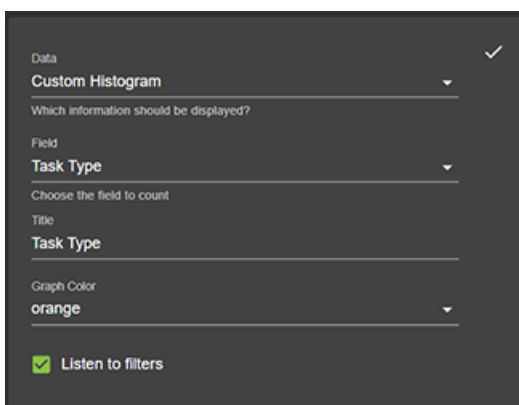 Data
Custom Histogram
Which information should be displayed?
Field
Task Type
Choose the field to count
Title
Task Type
Graph Color
orange
Listen to filters